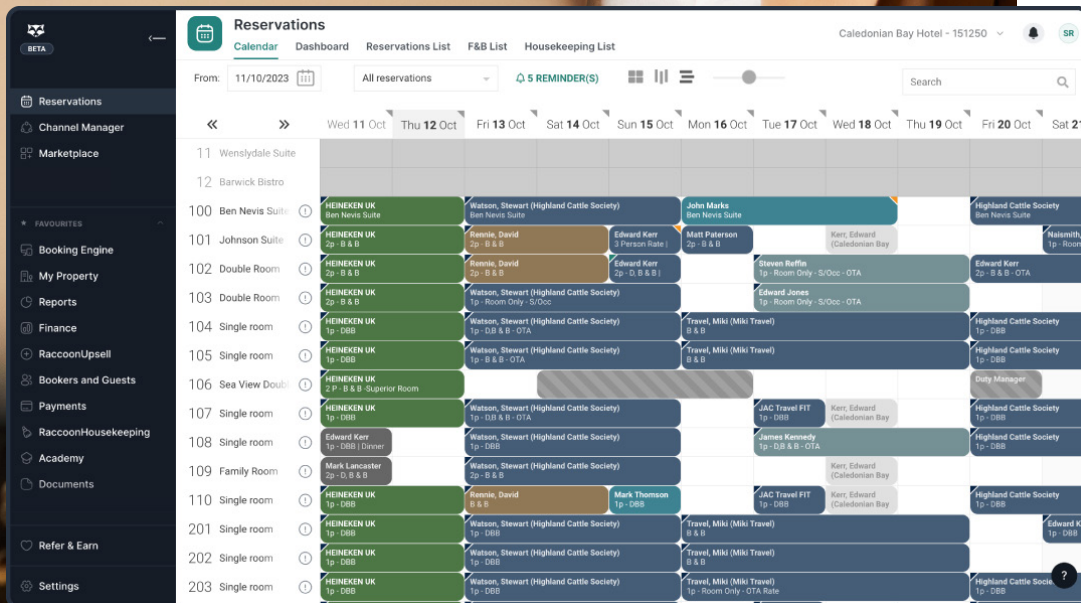 BETA
Reservations
Channel Manager
Marketplace
FAVOURITES
Booking Engine
My Property
Reports
Finance
RaccoonUpsell
Bookers and Guests
Payments
RaccoonHousekeeping
Academy
Documents
Refer & Earn
Settings
Reservations
Caledonian Bay Hotel - 151250
SR
Calendar Dashboard Reservations List F&B List Housekeeping List
From: 11/10/2023 All reservations 5 REMINDER(S) Search
Wed 11 Oct Thu 12 Oct Fri 13 Oct Sat 14 Oct Sun 15 Oct Mon 16 Oct Tue 17 Oct Wed 18 Oct Thu 19 Oct Fri 20 Oct Sat 21
11 Wenslydale Suite
12 Barwick Bistro
100 Ben Nevis Suite
HEINEKEN UK Watson, Stewart (Highland Cattle Society) John Marks Highland Cattle Society
Ben Nevis Suite Ben Nevis Suite Ben Nevis Suite Ben Nevis Suite
101 Johnson Suite
HEINEKEN UK Rennie, David Edward Kerr Matt Paterson Kerr, Edward Naismith,
2p - B & B 2p - B & B 3 Person Rate | 2p - B & B (Caledonian Bay 1p - Room
102 Double Room
HEINEKEN UK Rennie, David Edward Kerr Steven Reffin Edward Kerr
2p - B & B 2p - B & B 2p - D, B & B | 1p - Room Only - S/Occ - OTA 2p - B & B - OTA
103 Double Room
HEINEKEN UK Watson, Stewart (Highland Cattle Society) Edward Jones
2p - B & B 1p - Room Only - S/Occ 1p - Room Only - S/Occ - OTA
104 Single room
HEINEKEN UK Watson, Stewart (Highland Cattle Society) Travel, Miki (Miki Travel) Highland Cattle Society
1p - DBB 1p - D,B & B - OTA B & B 1p - DBB
105 Single room
HEINEKEN UK Watson, Stewart (Highland Cattle Society) Travel, Miki (Miki Travel) Highland Cattle Society
1p - DBB 1p - B & B - OTA B & B 1p - DBB
106 Sea View Doubl
HEINEKEN UK Duty Manager
2 P - B & B -Superior Room
107 Single room
HEINEKEN UK Watson, Stewart (Highland Cattle Society) JAC Travel FIT Kerr, Edward Highland Cattle Society
1p - DBB 1p - D,B & B - OTA 1p - DBB (Caledonian Bay 1p - DBB
108 Single room
Edward Kerr Watson, Stewart (Highland Cattle Society) James Kennedy Highland Cattle Society
1p - DBB | Dinner 1p - DBB 1p - D,B & B - OTA 1p - DBB
109 Family Room
Mark Lancaster Watson, Stewart (Highland Cattle Society) Kerr, Edward
2p - D, B & B 2p - B & B (Caledonian Bay
110 Single room
HEINEKEN UK Rennie, David Mark Thomson JAC Travel FIT Kerr, Edward Highland Cattle Society
1p - DBB B & B 1p - DBB 1p - DBB (Caledonian Bay 1p - DBB
201 Single room
HEINEKEN UK Watson, Stewart (Highland Cattle Society) Travel, Miki (Miki Travel) Edward K
1p - DBB 1p - DBB B & B 1p - DBB
202 Single room
HEINEKEN UK Watson, Stewart (Highland Cattle Society) Travel, Miki (Miki Travel)
1p - DBB 1p - DBB B & B
203 Single room
HEINEKEN UK Watson, Stewart (Highland Cattle Society) Travel, Miki (Miki Travel) Highland Cattle Socie
1p - DBB 1p - DBB 1p - Room Only - OTA Rate 1p - DBB
?